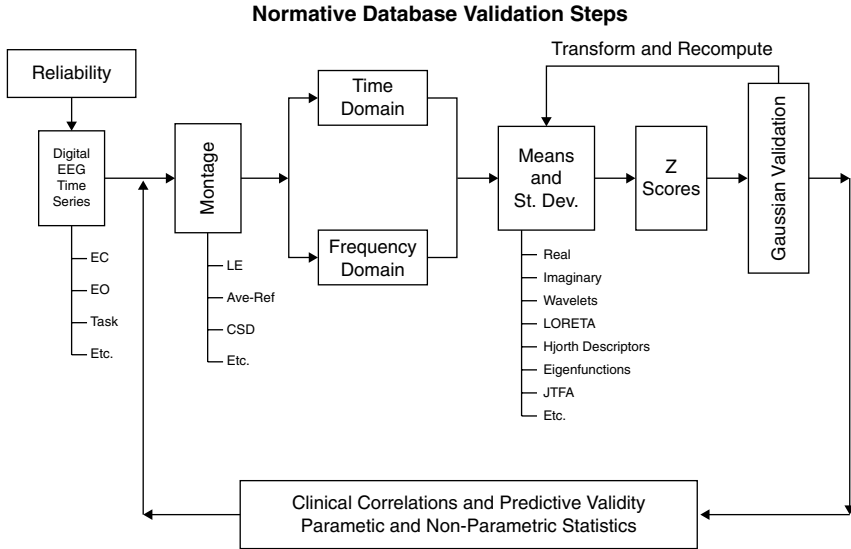 Normative Database Validation Steps
Transform and Recompute
Reliability
Digital
EEG
Time
Series
EC
EO
Task
Etc.
Montage
LE
Ave-Ref
CSD
Etc.
Time
Domain
Frequency
Domain
Means
and
St. Dev.
Real
Imaginary
Wavelets
LORETA
Hjorth Descriptors
Eigenfunctions
JTFA
Etc.
Z
Scores
Gaussian Validation
Clinical Correlations and Predictive Validity
Parametic and Non-Parametric Statistics